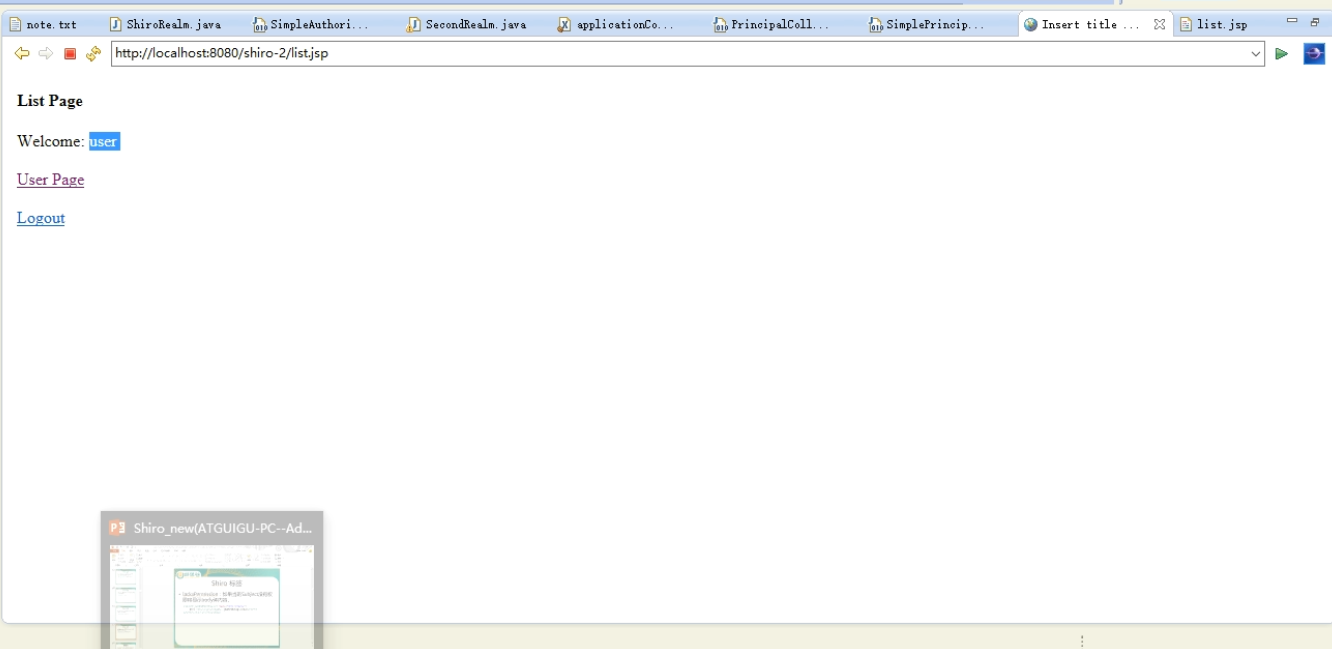 note.txt
ShiroRealm.java
SimpleAuthori...
SecondRealm.java
applicationCo...
PrincipalColl...
SimplePrincip...
Insert title ...
list.jsp
http://localhost:8080/shiro-2/list.jsp
List Page
Welcome: user
User Page
Logout
Shiro_new(ATGUIGU-PC--Ad...
Shiro 标签